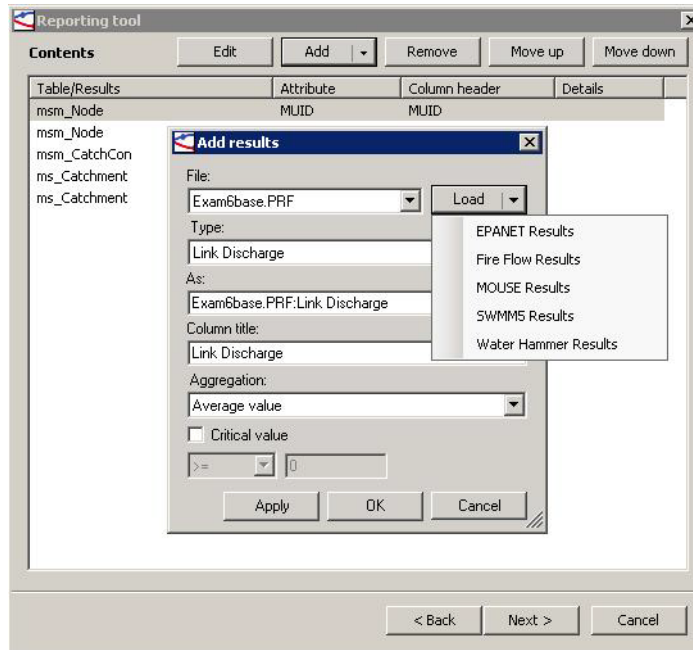 Reporting tool
Contents Edit Add Remove Move up Move down
Table/Results Attribute Column header Details
msm_Node MUID MUID
msm_Node
msm_CatchCon
ms_Catchment
ms_Catchment
Add results
File:
Exam6base.PRF Load
Type:
Link Discharge
As:
Exam6base.PRF:Link Discharge
Column title:
Link Discharge
Aggregation:
Average value
Critical value
>= 0
Apply OK Cancel
EPANET Results
Fire Flow Results
MOUSE Results
SWMM5 Results
Water Hammer Results
< Back Next > Cancel